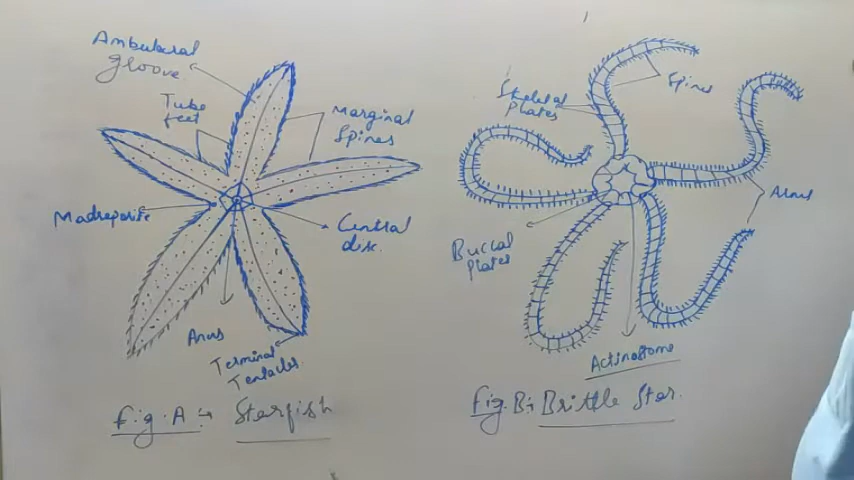 Ambulacral
groove
Tube
feet
Marginal
Spines
Madreporite
Central
disc
Anus
Terminal
Tentacles
Fig. A :→ Starfish
Skeletal
plates
Spines
Arms
Buccal
plates
Actinostome
Fig. B:- Brittle Star.